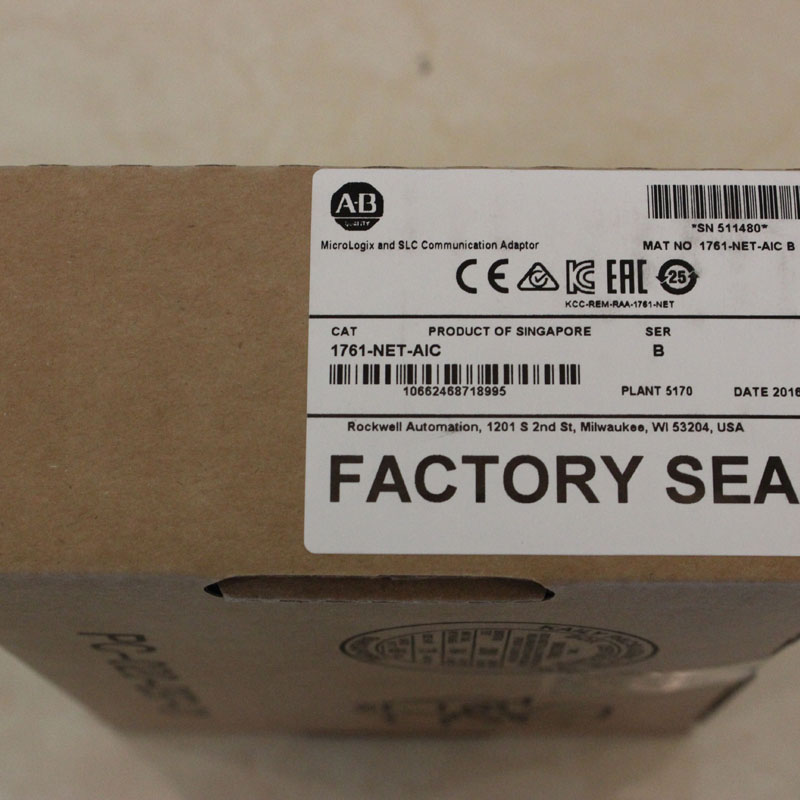 A-B
QUALITY
*SN 511480*
MicroLogix and SLC Communication Adaptor
MAT NO 1761-NET-AIC B
CE EAC 25
KCC-REM-RAA-1761-NET
CAT PRODUCT OF SINGAPORE SER
1761-NET-AIC B
10662468718995
PLANT 5170 DATE 2016
Rockwell Automation, 1201 S 2nd St, Milwaukee, WI 53204, USA
FACTORY SEA